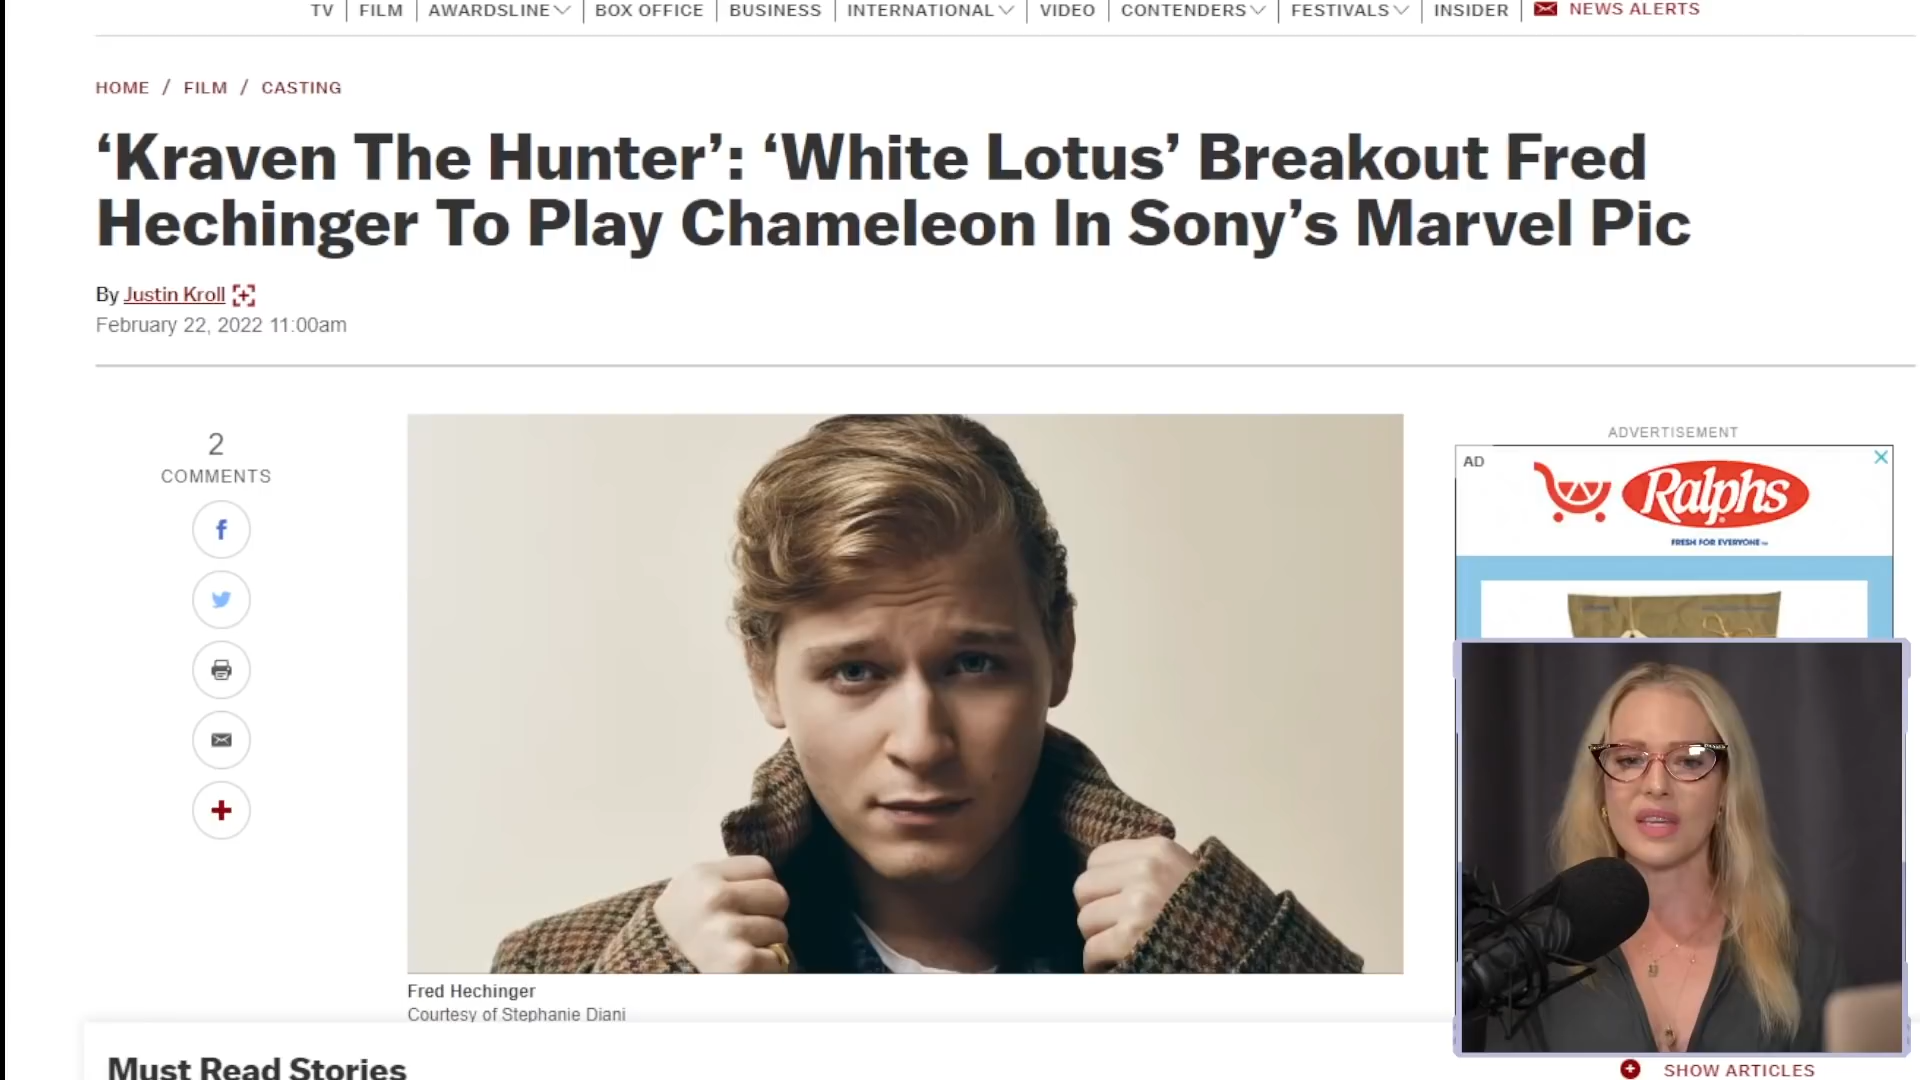 TV FILM AWARDSLINE BOX OFFICE BUSINESS INTERNATIONAL VIDEO CONTENDERS FESTIVALS INSIDER NEWS ALERTS
HOME / FILM / CASTING
‘Kraven The Hunter’: ‘White Lotus’ Breakout Fred
Hechinger To Play Chameleon In Sony’s Marvel Pic
By Justin Kroll
February 22, 2022 11:00am
2
COMMENTS
ADVERTISEMENT
AD
Ralphs
FRESH FOR EVERYONE
Fred Hechinger
Courtesy of Stephanie Diani
Must Read Stories
SHOW ARTICLES